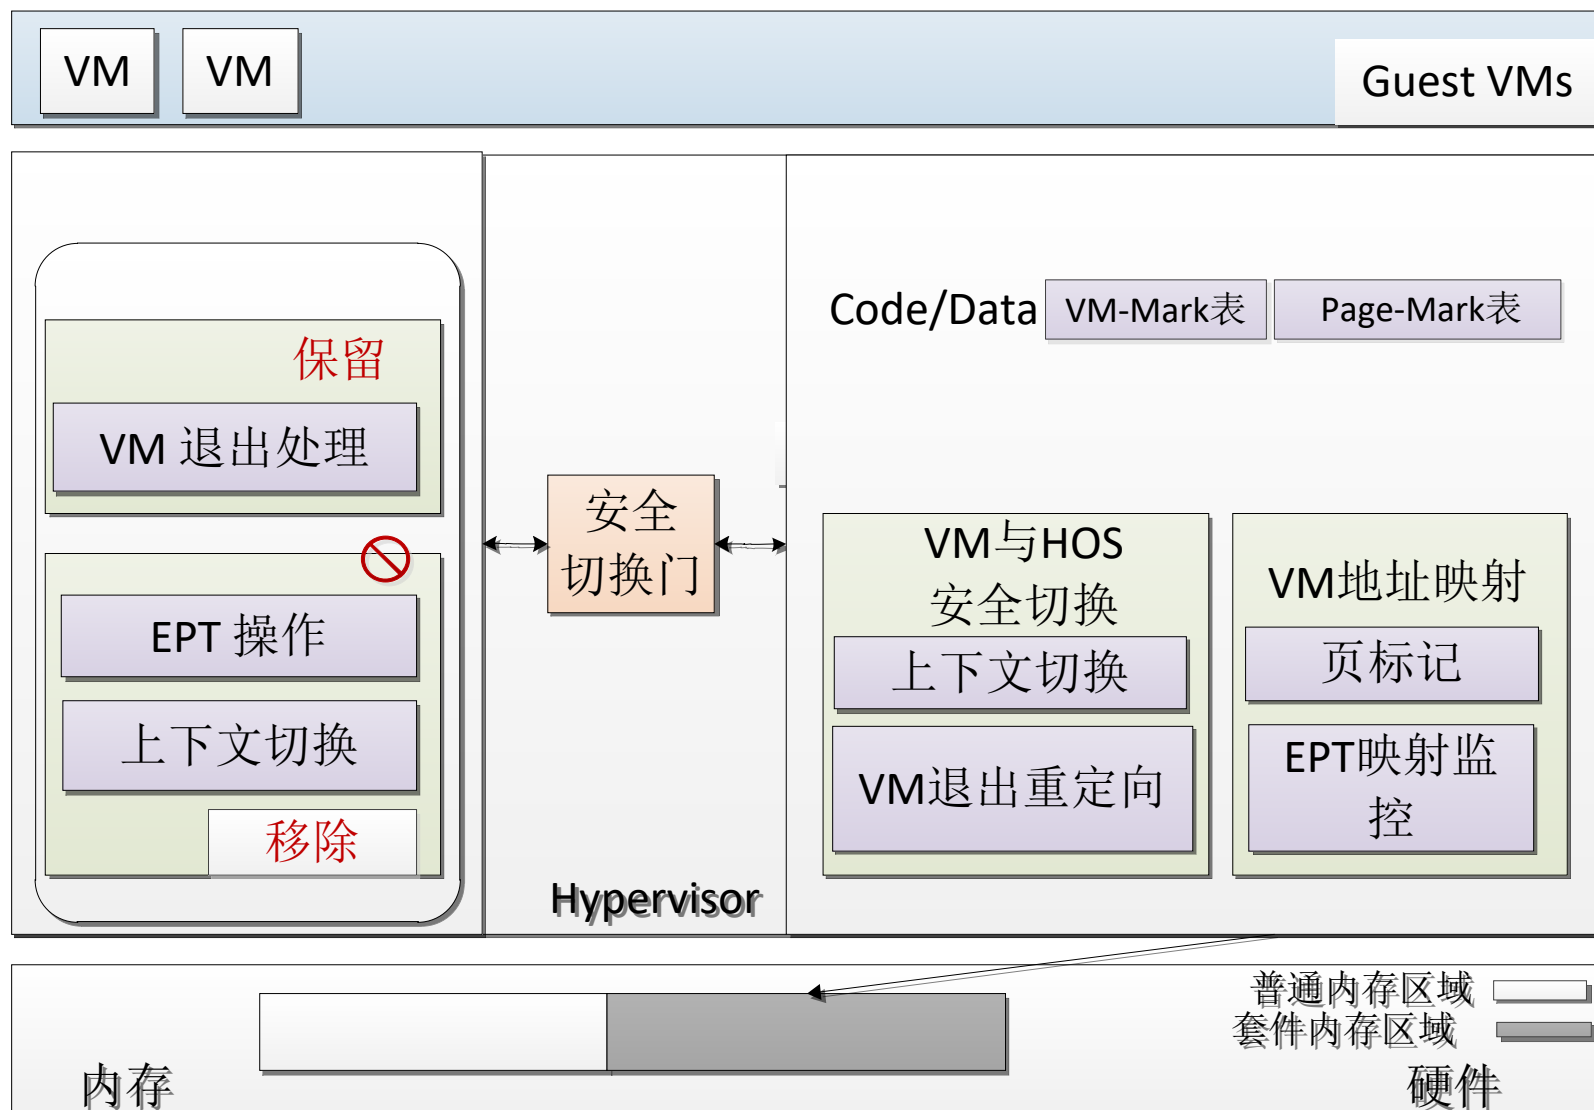 VM
VM
Guest VMs
保留
VM 退出处理
EPT 操作
上下文切换
移除
安全
切换门
Hypervisor
Code/Data
VM-Mark表
Page-Mark表
VM与HOS
安全切换
上下文切换
VM退出重定向
VM地址映射
页标记
EPT映射监
控
普通内存区域
套件内存区域
内存
硬件